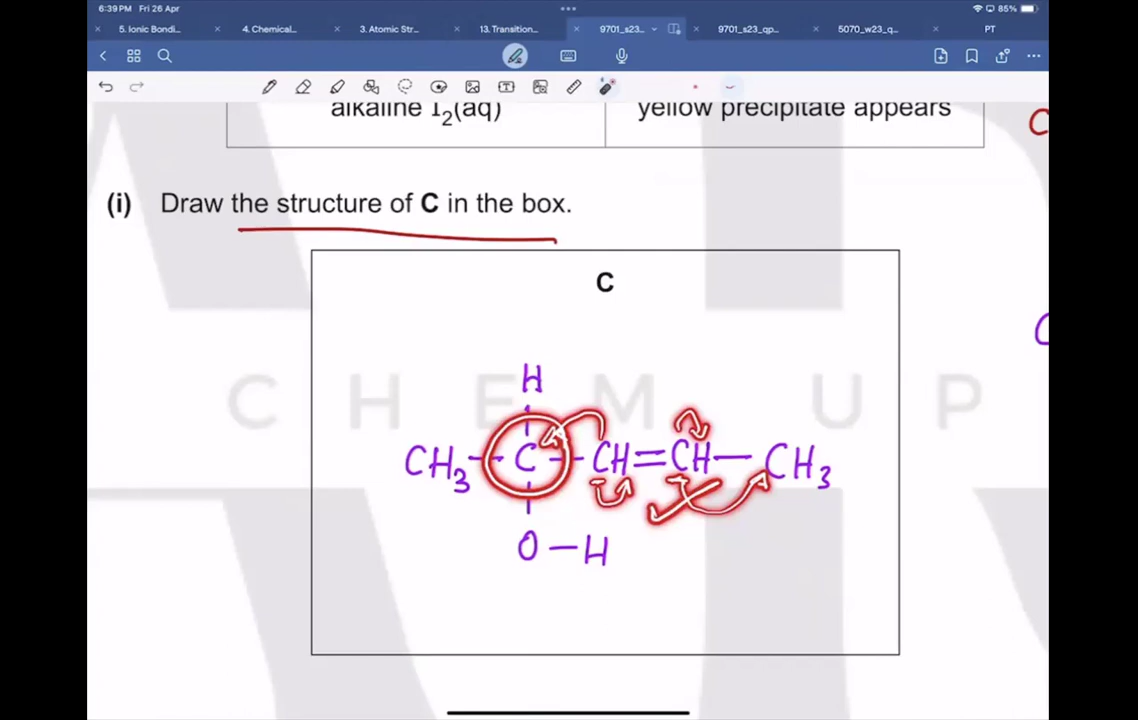 6:39 PM Fri 26 Apr
85%
5. Ionic Bondi...
4. Chemical...
3. Atomic Str...
13. Transition...
9701_s23...
9701_s23_qp...
5070_w23_q...
PT
alkaline I₂(aq)
yellow precipitate appears
C
(i) Draw the structure of C in the box.
C
C
CHEM UP
H
CH₃-C-CH=CH-CH₃
O-H